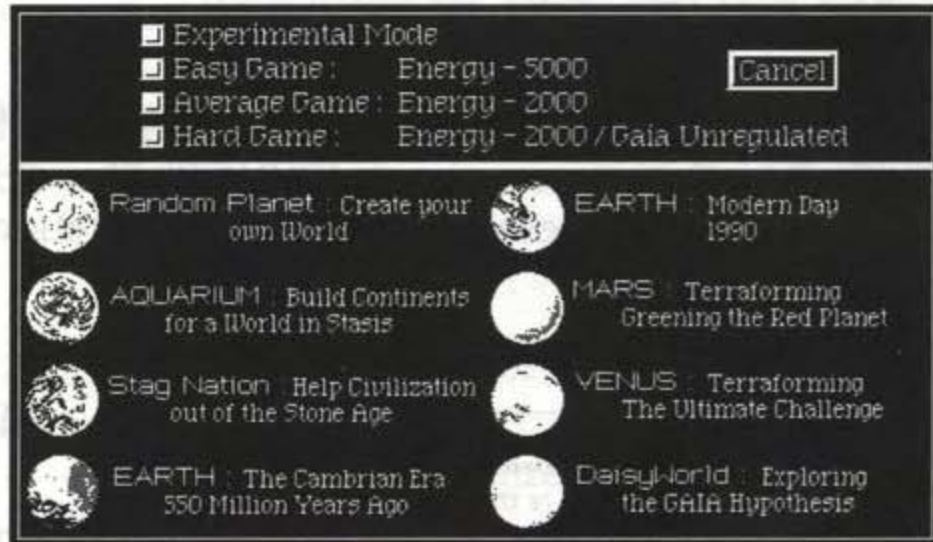 Experimental Mode
Easy Game : Energy - 5000
Cancel
Average Game : Energy - 2000
Hard Game : Energy - 2000 / Gaia Unregulated
Random Planet : Create your
own World
EARTH : Modern Day
1990
AQUARIUM : Build Continents
for a World in Stasis
MARS : Terraforming
Greening the Red Planet
Stag Nation : Help Civilization
out of the Stone Age
VENUS : Terraforming
The Ultimate Challenge
EARTH : The Cambrian Era
550 Million Years Ago
DaisyWorld : Exploring
the GAIA Hypothesis